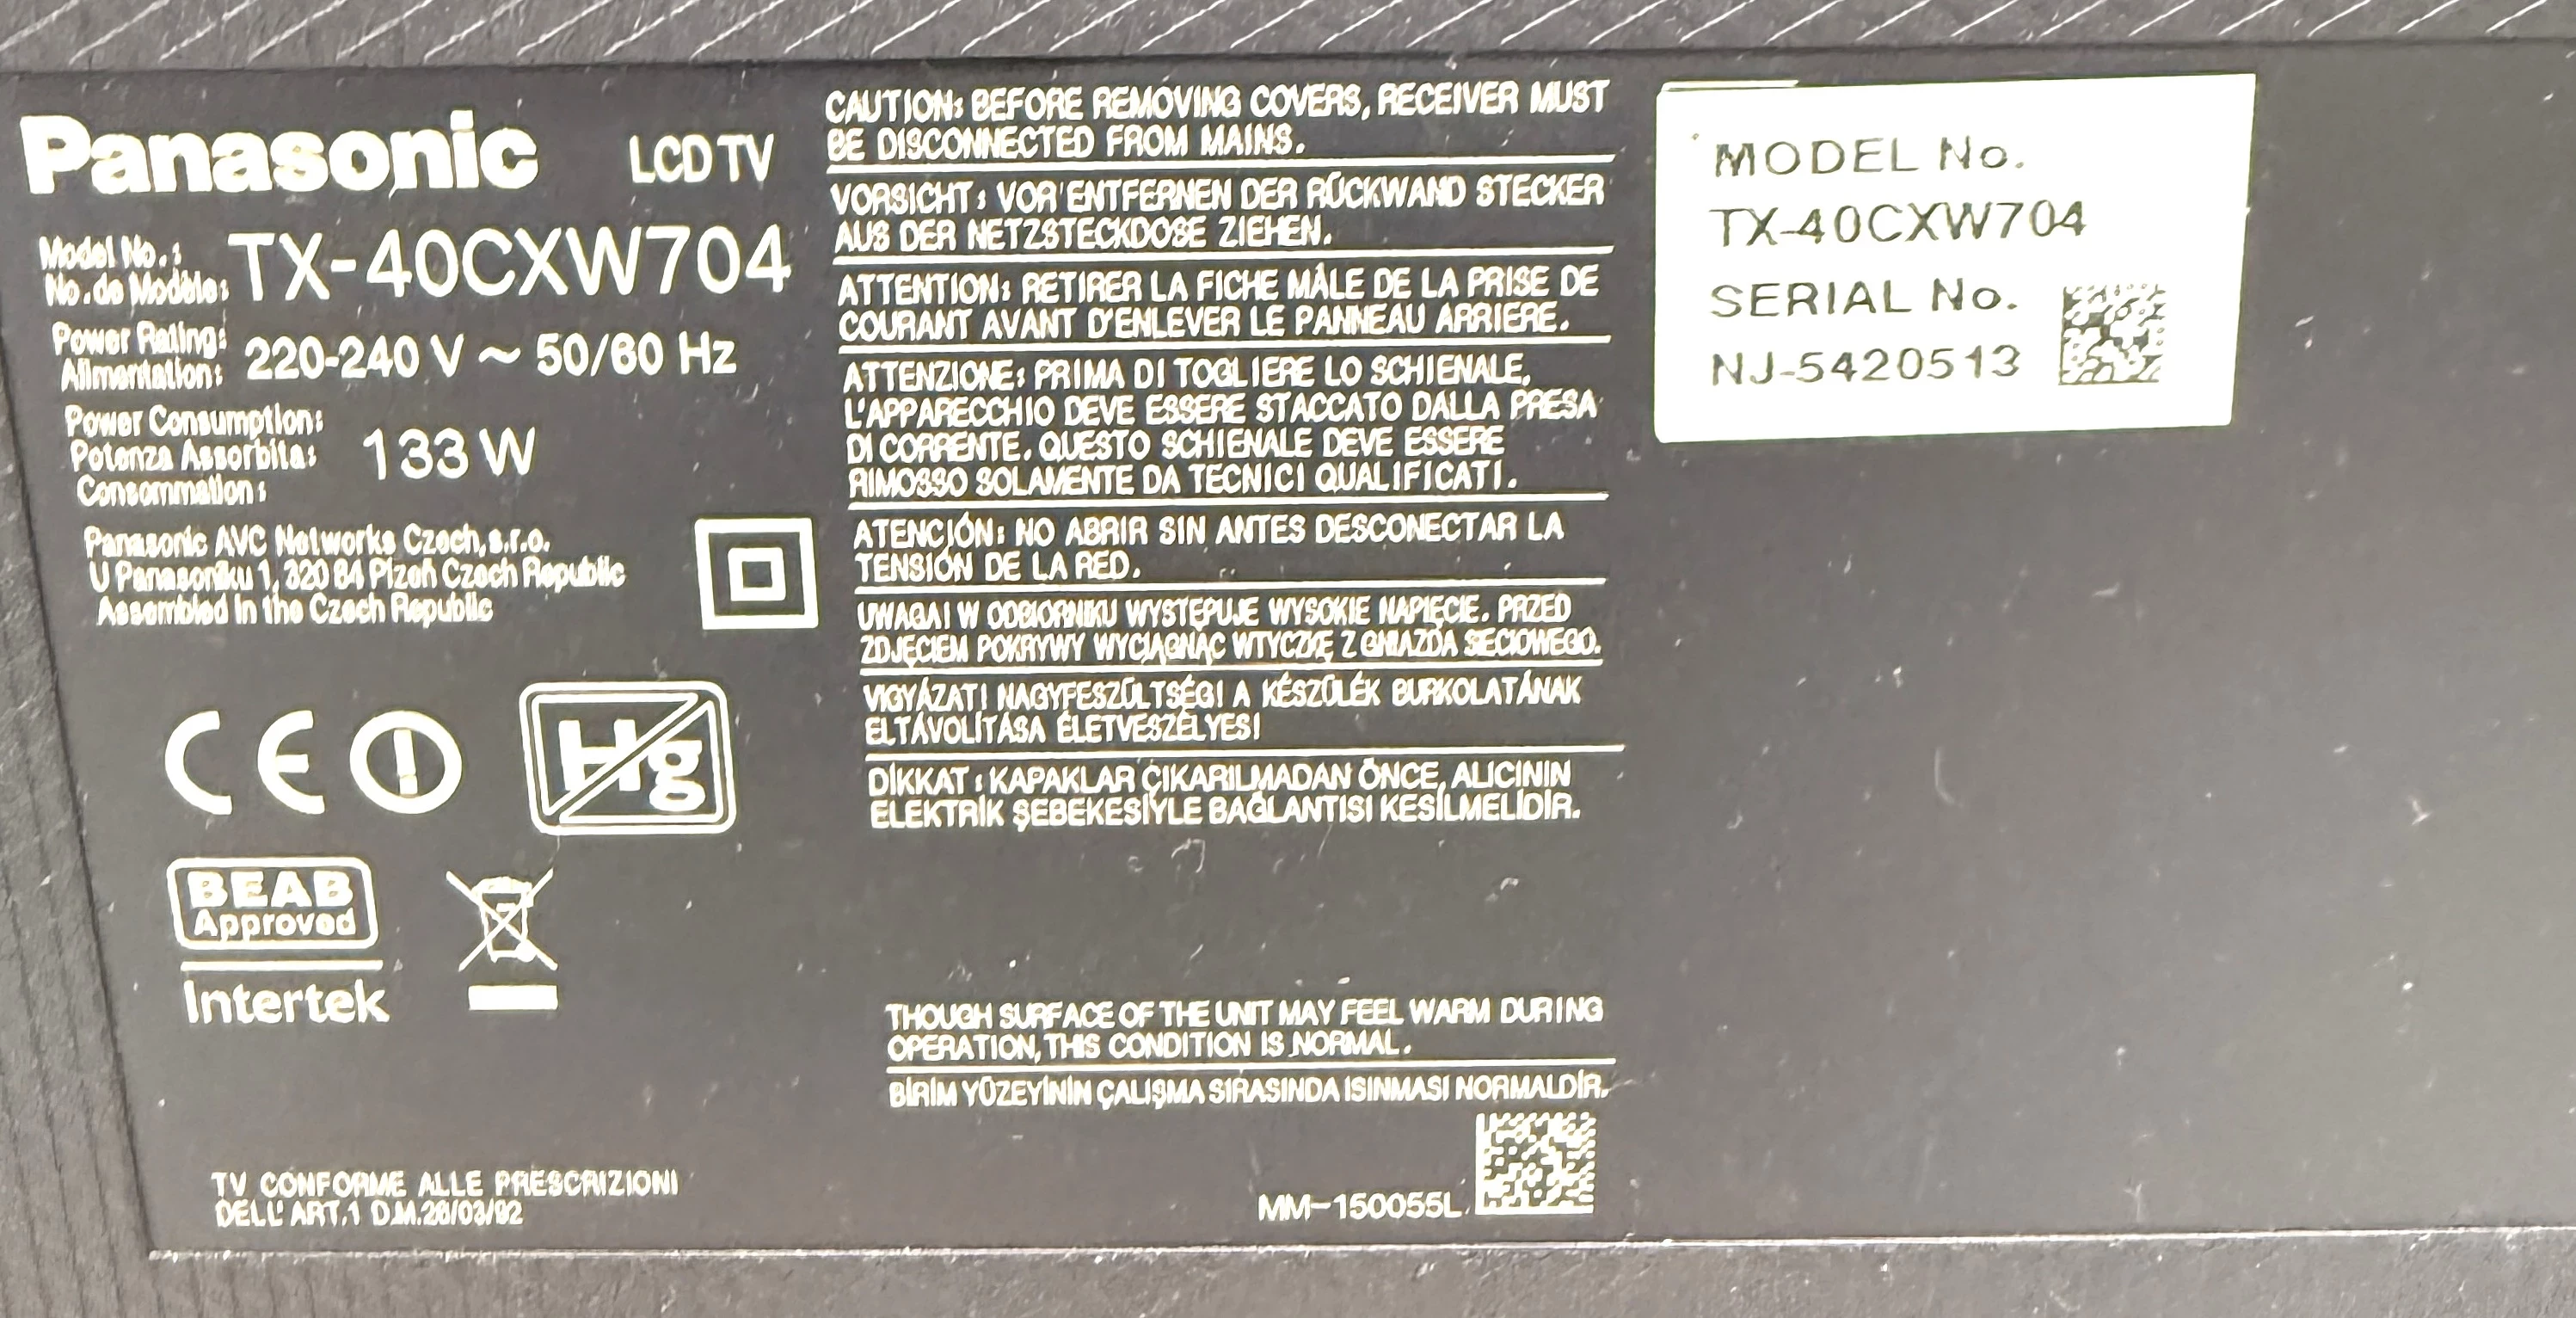 Panasonic LCD TV
Model No.:
No. de Modèle: TX-40CXW704
Power Rating:
Alimentation: 220-240 V ~ 50/60 Hz
Power Consumption:
Potenza Assorbita: 133 W
Consommation:
Panasonic AVC Networks Czech, s.r.o.
U Panasoniku 1, 320 84 Plzeň Czech Republic
Assembled in the Czech Republic
CE
Hg
BEAB
Approved
Intertek
TV CONFORME ALLE PRESCRIZIONI
DELL' ART.1 D.M.26/03/92
CAUTION: BEFORE REMOVING COVERS, RECEIVER MUST
BE DISCONNECTED FROM MAINS.
VORSICHT: VOR ENTFERNEN DER RÜCKWAND STECKER
AUS DER NETZSTECKDOSE ZIEHEN.
ATTENTION: RETIRER LA FICHE MÂLE DE LA PRISE DE
COURANT AVANT D'ENLEVER LE PANNEAU ARRIERE.
ATTENZIONE: PRIMA DI TOGLIERE LO SCHIENALE,
L'APPARECCHIO DEVE ESSERE STACCATO DALLA PRESA
DI CORRENTE. QUESTO SCHIENALE DEVE ESSERE
RIMOSSO SOLAMENTE DA TECNICI QUALIFICATI.
ATENCIÓN: NO ABRIR SIN ANTES DESCONECTAR LA
TENSIÓN DE LA RED.
UWAGA! W ODBIORNIKU WYSTĘPUJE WYSOKIE NAPIĘCIE. PRZED
ZDJĘCIEM POKRYWY WYCIĄGNĄĆ WTYCZKĘ Z GNIAZDA SIECIOWEGO.
VIGYÁZAT! NAGYFESZÜLTSÉG! A KÉSZÜLÉK BURKOLATÁNAK
ELTÁVOLÍTÁSA ÉLETVESZÉLYES!
DİKKAT: KAPAKLAR ÇIKARILMADAN ÖNCE, ALICININ
ELEKTRİK ŞEBEKESİYLE BAĞLANTISI KESİLMELİDİR.
THOUGH SURFACE OF THE UNIT MAY FEEL WARM DURING
OPERATION, THIS CONDITION IS NORMAL.
BİRİM YÜZEYİNİN ÇALIŞMA SIRASINDA ISINMASI NORMALDİR.
MM-150055L
MODEL No.
TX-40CXW704
SERIAL No.
NJ-5420513